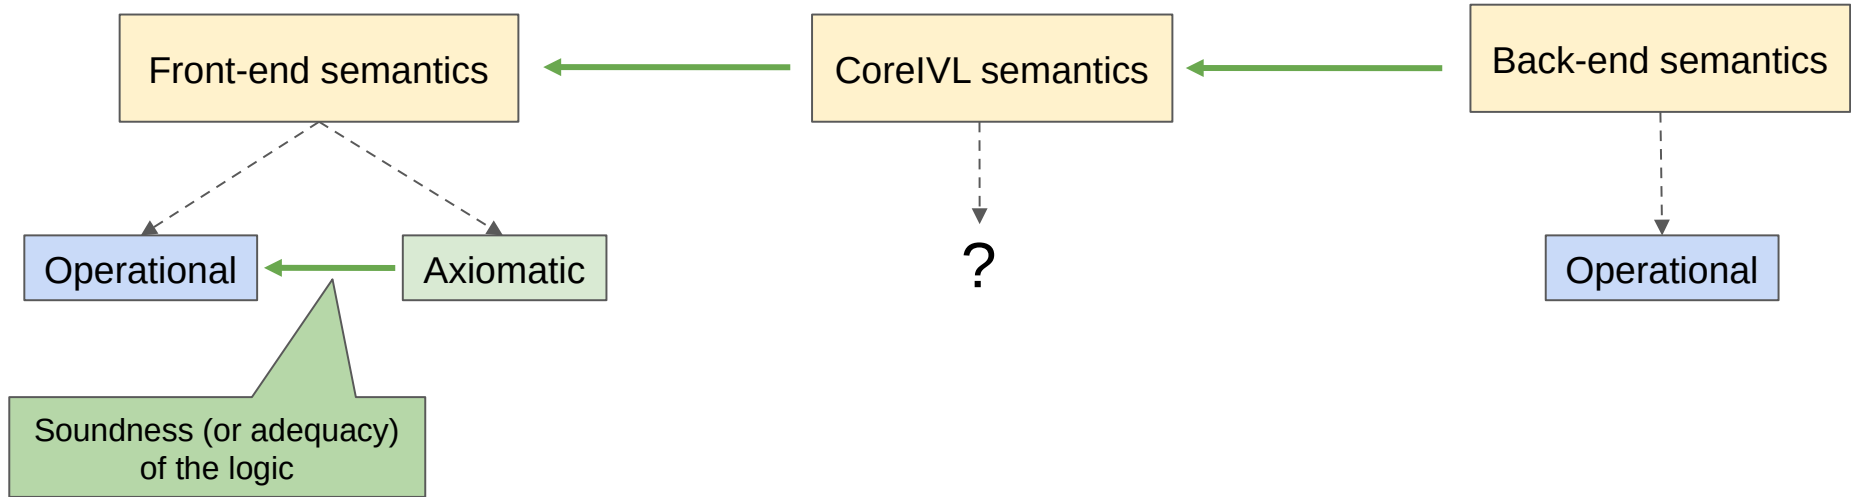 Front-end semantics
CoreIVL semantics
Back-end semantics
Operational
Axiomatic
?
Operational
Soundness (or adequacy)
of the logic